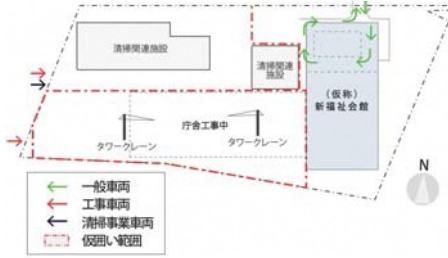 清掃関連施設
清掃関連
施設
(仮称)
新福祉会館
庁舎工事中
タワークレーン
タワークレーン
N
一般車両
工事車両
清掃事業車両
仮囲い範囲